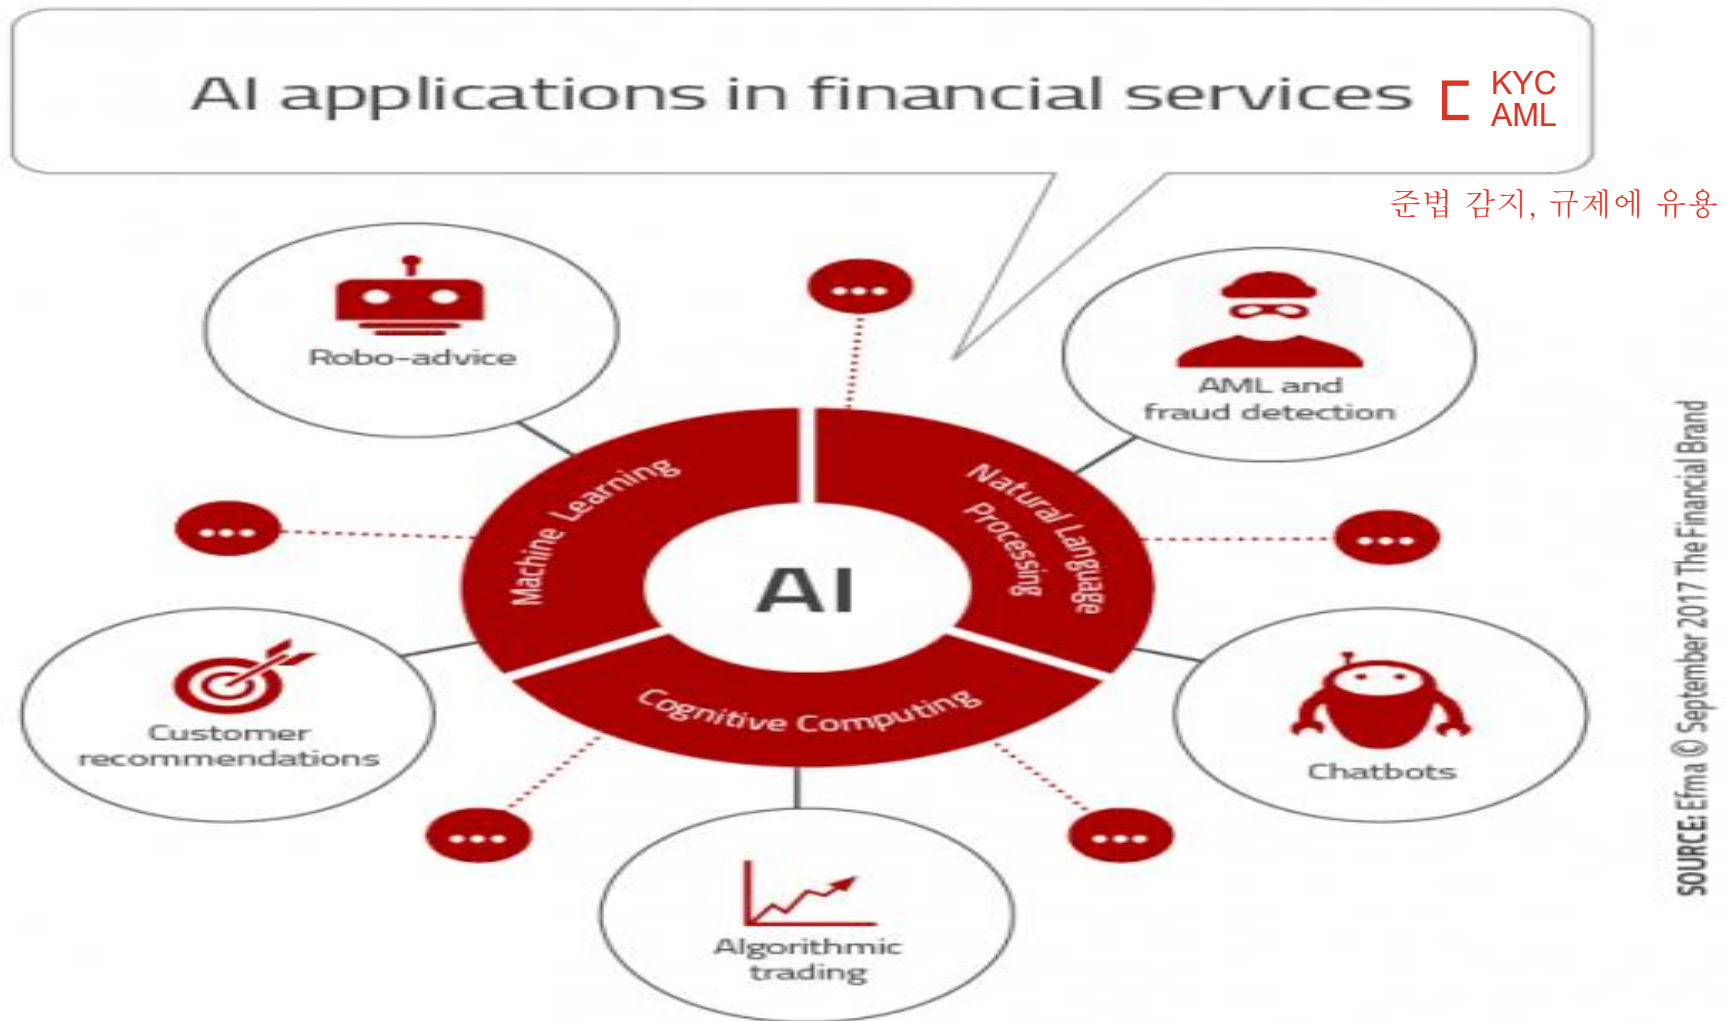 AI applications in financial services
KYC
AML
준법 감지, 규제에 유용
Robo-advice
AML and
fraud detection
Machine Learning
Natural Language
Processing
AI
Cognitive Computing
Customer
recommendations
Chatbots
Algorithmic
trading
SOURCE: Efma © September 2017 The Financial Brand